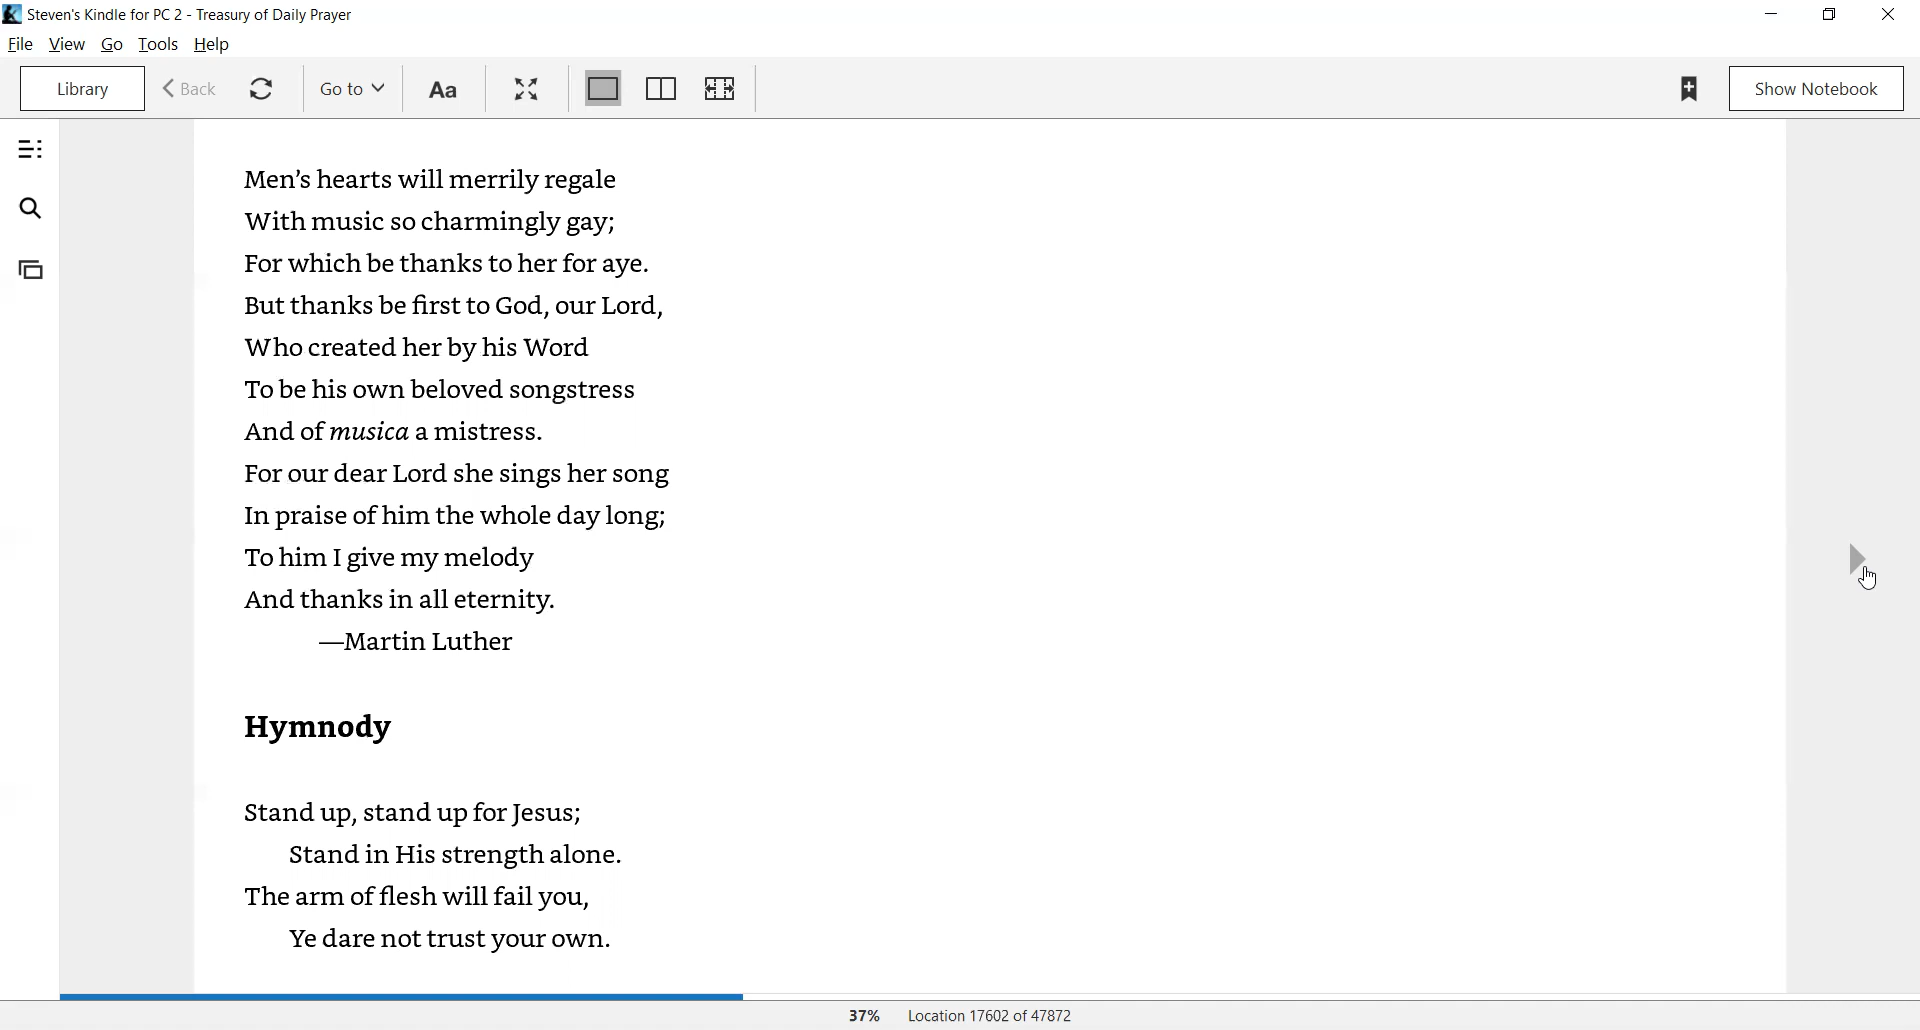 Steven's Kindle for PC 2 - Treasury of Daily Prayer
File View Go Tools Help
Library Back Go to Aa Show Notebook
Men's hearts will merrily regale
With music so charmingly gay;
For which be thanks to her for aye.
But thanks be first to God, our Lord,
Who created her by his Word
To be his own beloved songstress
And of musica a mistress.
For our dear Lord she sings her song
In praise of him the whole day long;
To him I give my melody
And thanks in all eternity.
—Martin Luther
Hymnody
Stand up, stand up for Jesus;
Stand in His strength alone.
The arm of flesh will fail you,
Ye dare not trust your own.
37% Location 17602 of 47872